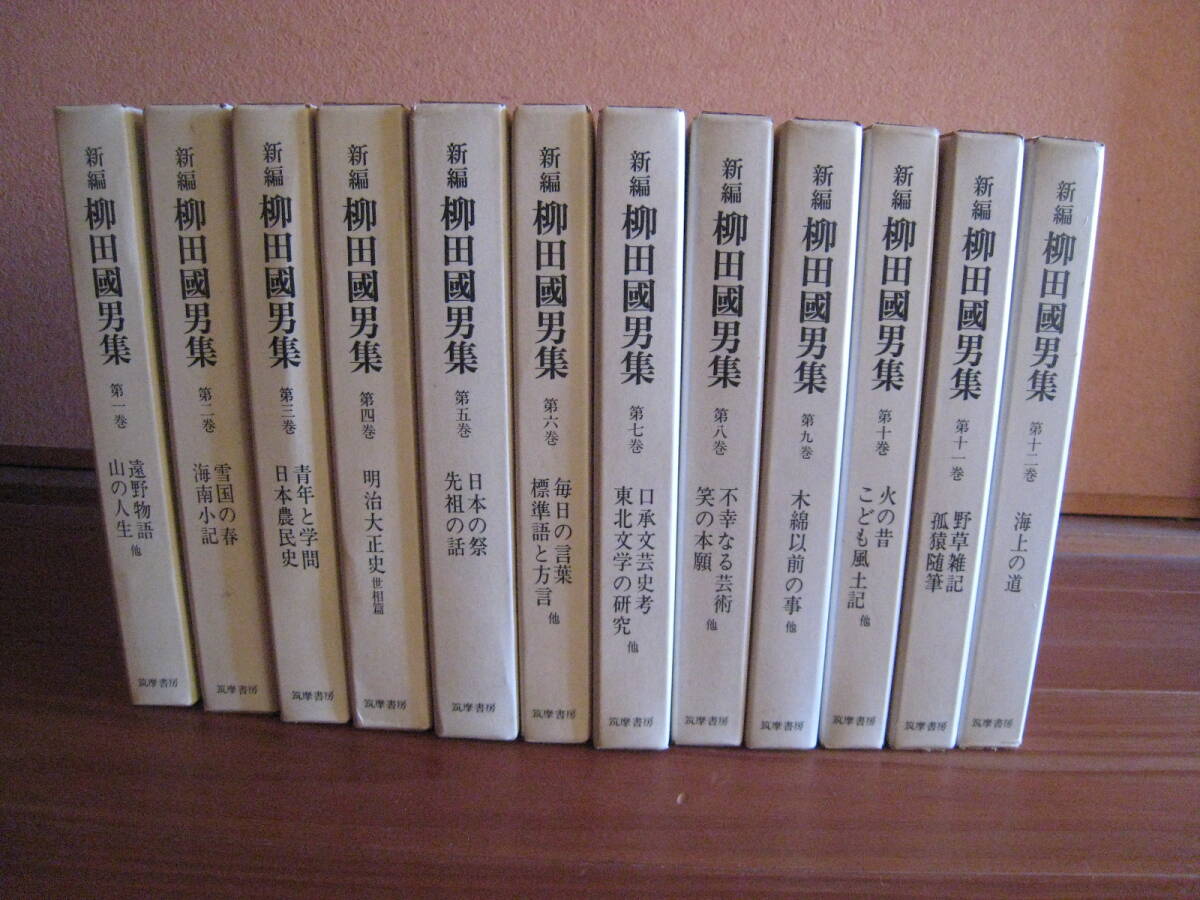 新編 柳田國男集 第一巻
遠野物語
山の人生 他
筑摩書房
新編 柳田國男集 第二巻
雪国の春
海南小記
筑摩書房
新編 柳田國男集 第三巻
青年と学問
日本農民史
筑摩書房
新編 柳田國男集 第四巻
明治大正史 世相篇
筑摩書房
新編 柳田國男集 第五巻
日本の祭
先祖の話
筑摩書房
新編 柳田國男集 第六巻
毎日の言葉
標準語と方言 他
筑摩書房
新編 柳田國男集 第七巻
口承文芸史考
東北文学の研究 他
筑摩書房
新編 柳田國男集 第八巻
不幸なる芸術
笑の本願 他
筑摩書房
新編 柳田國男集 第九巻
木綿以前の事 他
筑摩書房
新編 柳田國男集 第十巻
火の昔
こども風土記 他
筑摩書房
新編 柳田國男集 第十一巻
野草雑記
孤猿随筆
筑摩書房
新編 柳田國男集 第十二巻
海上の道
筑摩書房